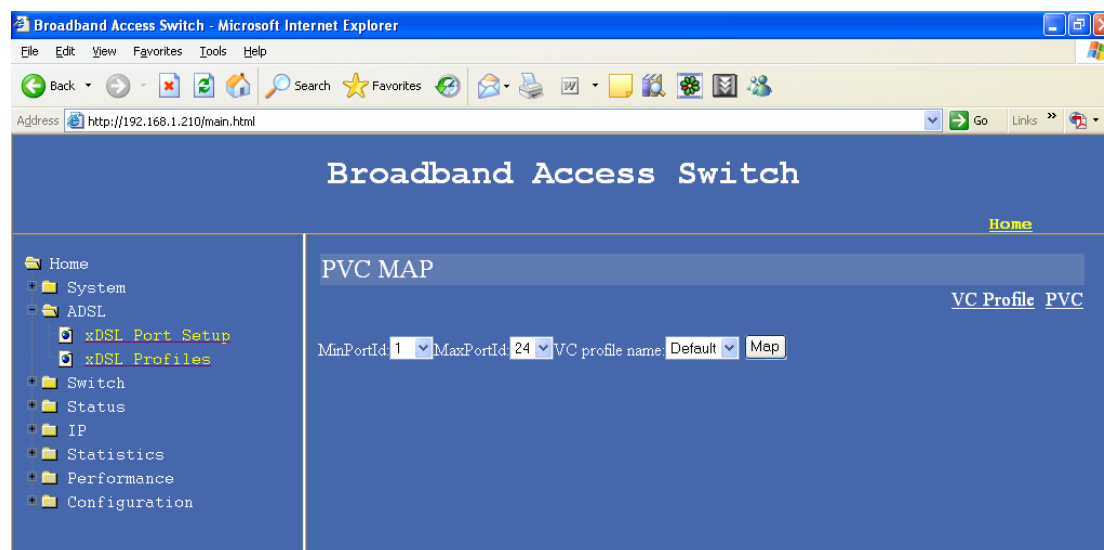 Broadband Access Switch - Microsoft Internet Explorer
File Edit View Favorites Tools Help
Back Search Favorites
Address http://192.168.1.210/main.html Go Links »
Broadband Access Switch
Home
Home
System
ADSL
xDSL Port Setup
xDSL Profiles
Switch
Status
IP
Statistics
Performance
Configuration
PVC MAP
VC Profile PVC
MinPortId: 1 MaxPortId: 24 VC profile name: Default Map